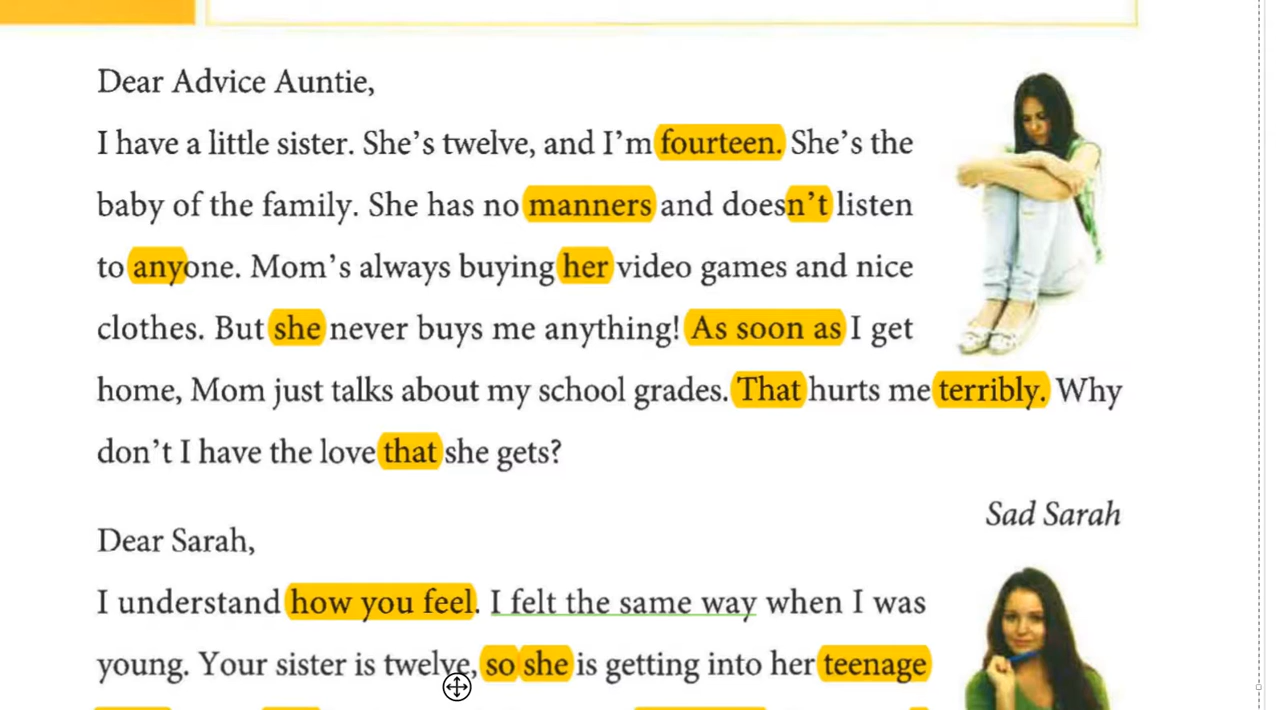 Dear Advice Auntie,
I have a little sister. She's twelve, and I'm fourteen. She's the
baby of the family. She has no manners and doesn't listen
to anyone. Mom's always buying her video games and nice
clothes. But she never buys me anything! As soon as I get
home, Mom just talks about my school grades. That hurts me terribly. Why
don't I have the love that she gets?
Sad Sarah
Dear Sarah,
I understand how you feel. I felt the same way when I was
young. Your sister is twelve, so she is getting into her teenage